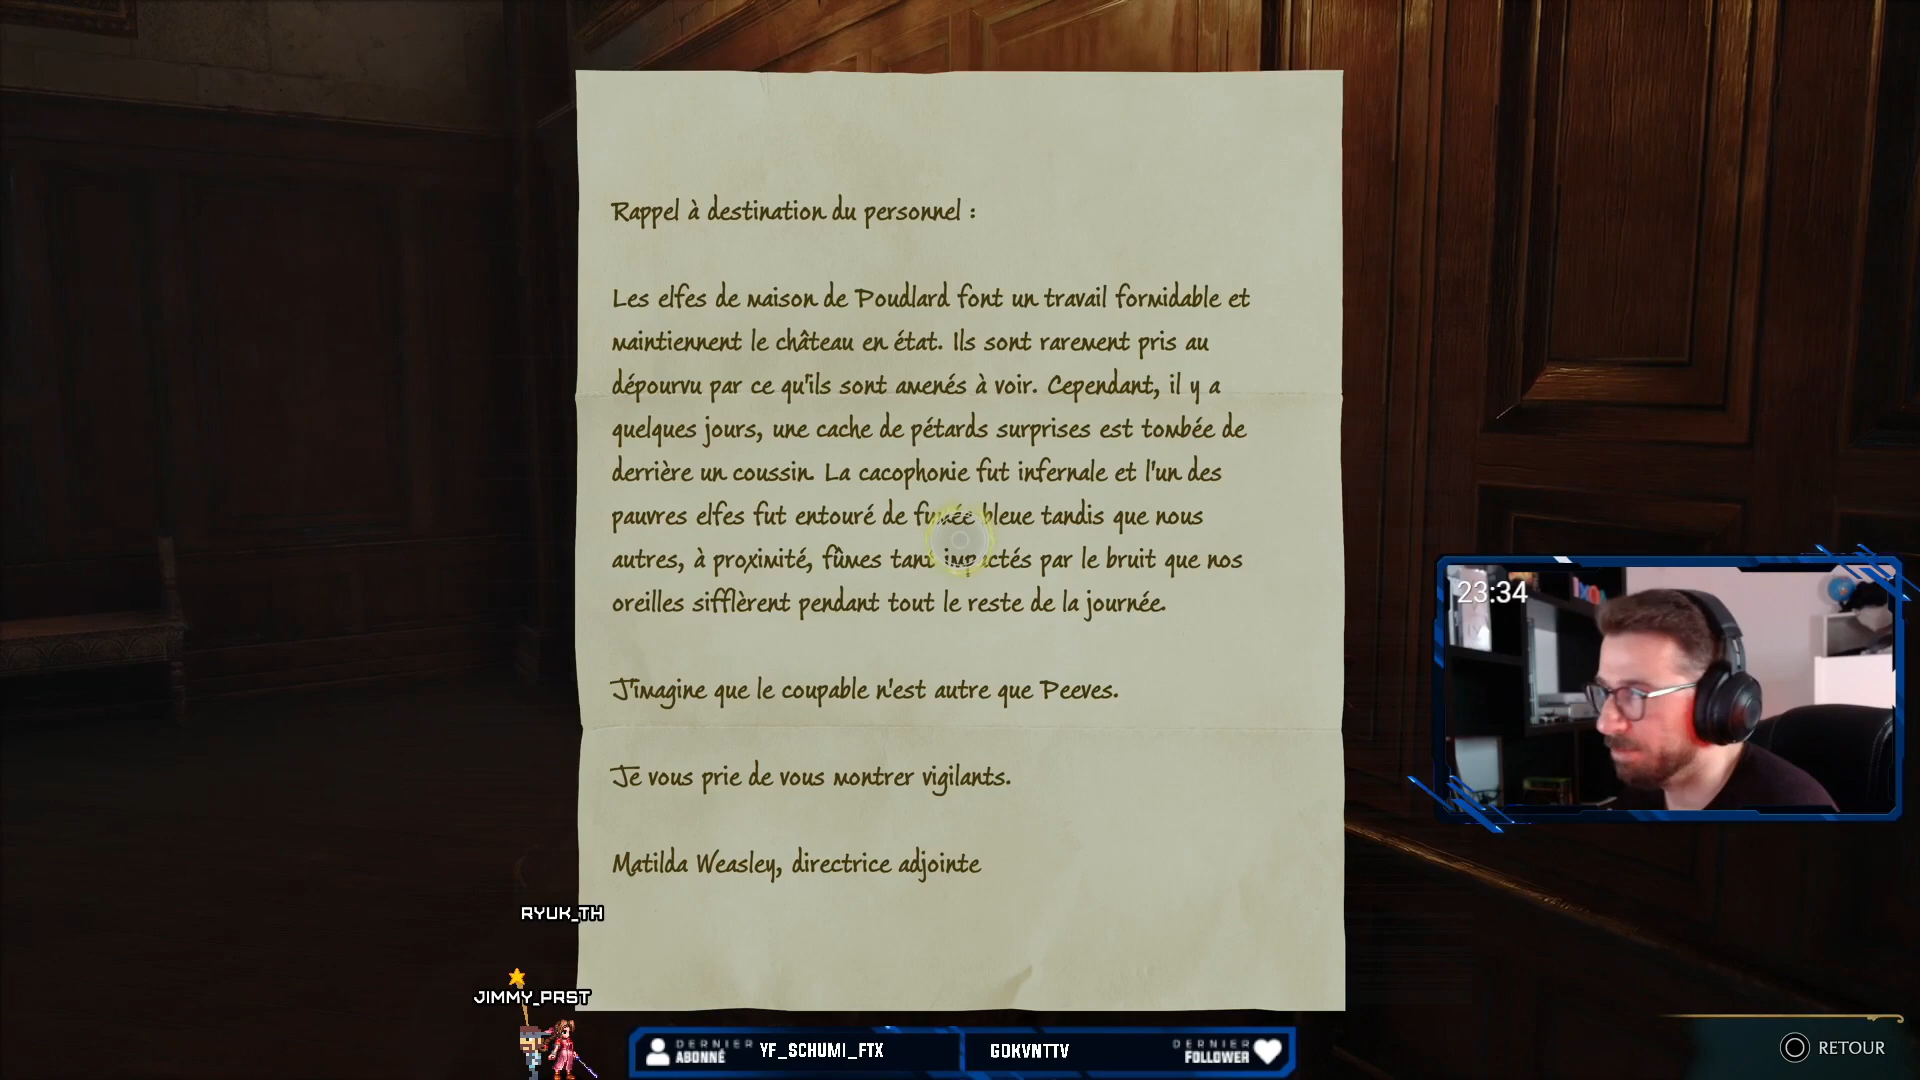 Rappel à destination du personnel :
Les elfes de maison de Poudlard font un travail formidable et
maintiennent le château en état. Ils sont rarement pris au
dépourvu par ce qu'ils sont amenés à voir. Cependant, il y a
quelques jours, une cache de pétards surprises est tombée de
derrière un coussin. La cacophonie fut infernale et l'un des
pauvres elfes fut entouré de fumée bleue tandis que nous
autres, à proximité, fûmes tant impactés par le bruit que nos
oreilles sifflèrent pendant tout le reste de la journée.
J'imagine que le coupable n'est autre que Peeves.
Je vous prie de vous montrer vigilants.
Matilda Weasley, directrice adjointe
23:34
RYUK_TH
JIMMY_PRST
DERNIER
ABONNÉ
YF_SCHUMI_FTX
GOKVNTTV
DERNIER
FOLLOWER
RETOUR